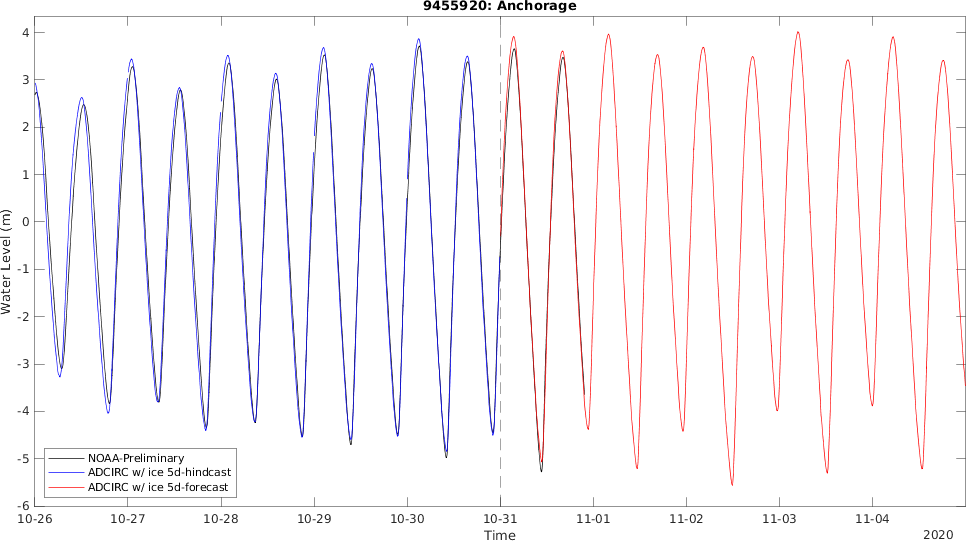 9455920: Anchorage
Water Level (m)
4
3
2
1
0
-1
-2
-3
-4
-5
-6
NOAA-Preliminary
ADCIRC w/ ice 5d-hindcast
ADCIRC w/ ice 5d-forecast
10-26 10-27 10-28 10-29 10-30 10-31 11-01 11-02 11-03 11-04
Time
2020